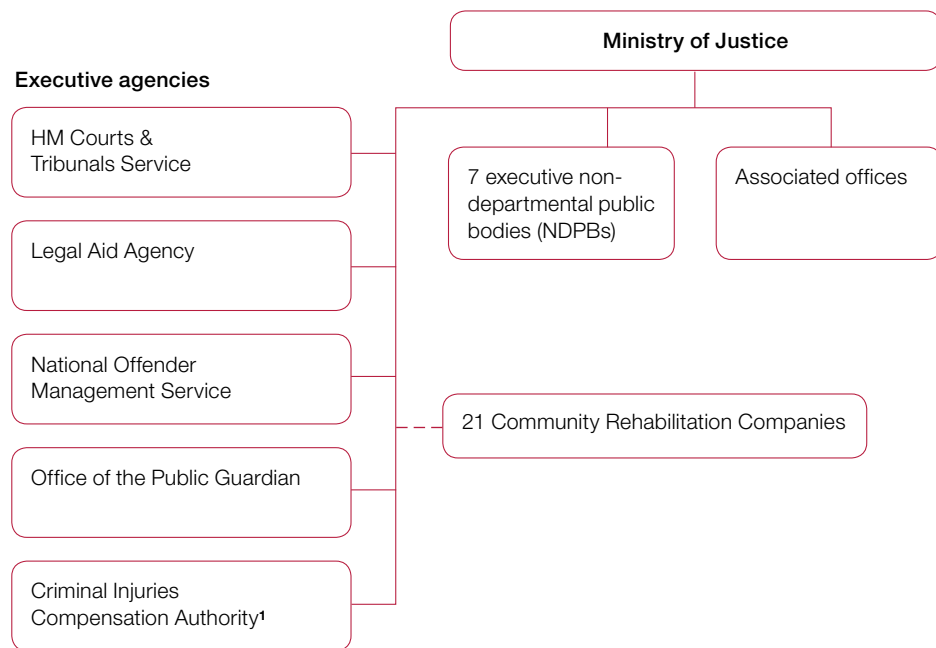 Ministry of Justice
Executive agencies
HM Courts &
Tribunals Service
7 executive non-
departmental public
bodies (NDPBs)
Associated offices
Legal Aid Agency
National Offender
Management Service
21 Community Rehabilitation Companies
Office of the Public Guardian
Criminal Injuries
Compensation Authority¹